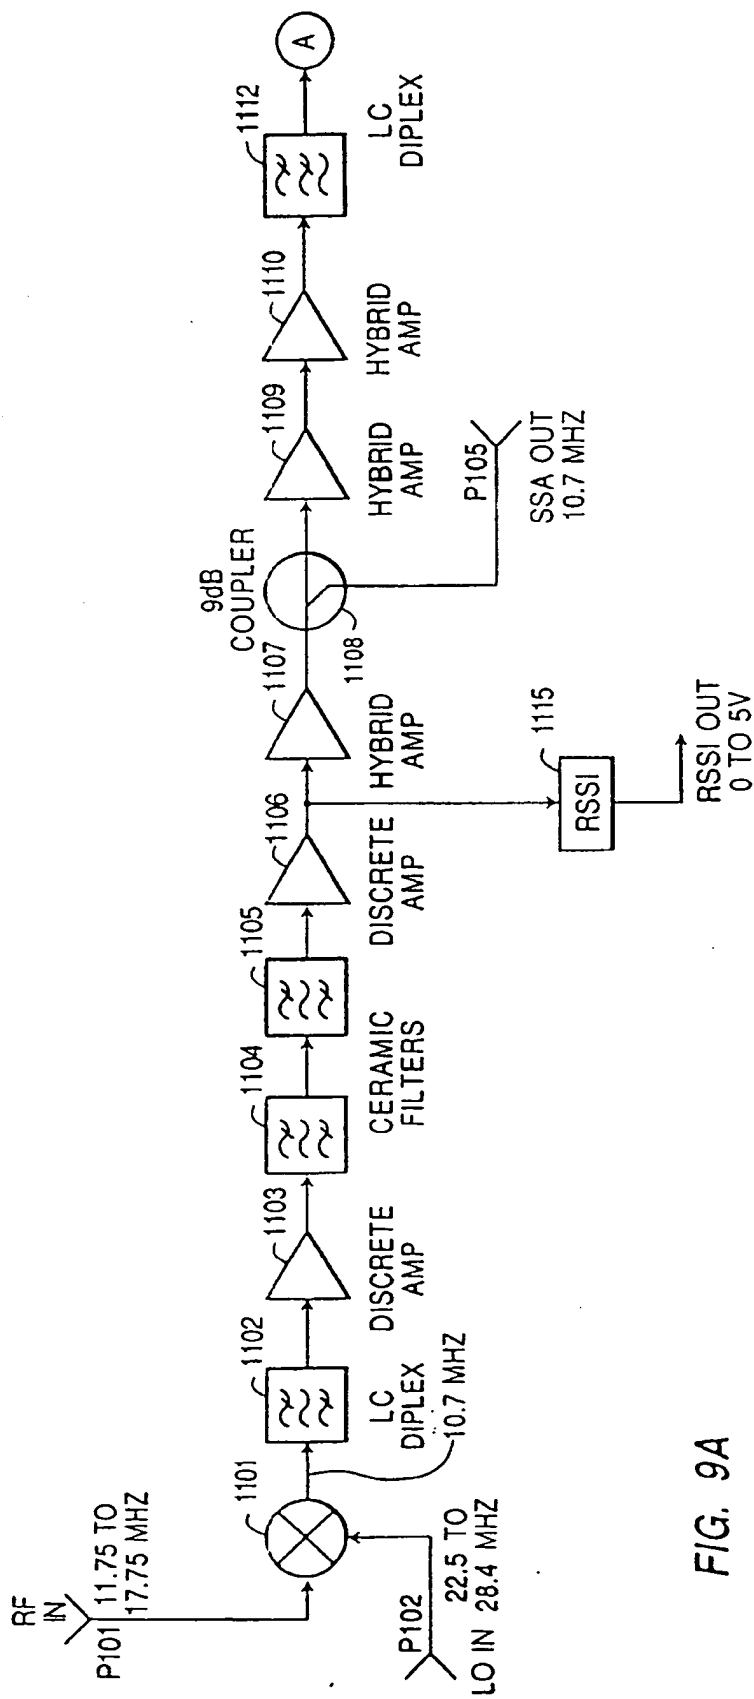 RF
IN
P101
11.75 TO
17.75 MHZ
1101
P102
LO IN
22.5 TO
28.4 MHZ
10.7 MHZ
1102
LC
DIPLEX
1103
DISCRETE
AMP
1104
1105
CERAMIC
FILTERS
1106
DISCRETE
AMP
1107
HYBRID
AMP
1115
RSSI
RSSI OUT
0 TO 5V
9dB
COUPLER
1108
P105
SSA OUT
10.7 MHZ
1109
HYBRID
AMP
1110
HYBRID
AMP
1112
LC
DIPLEX
A
FIG. 9A